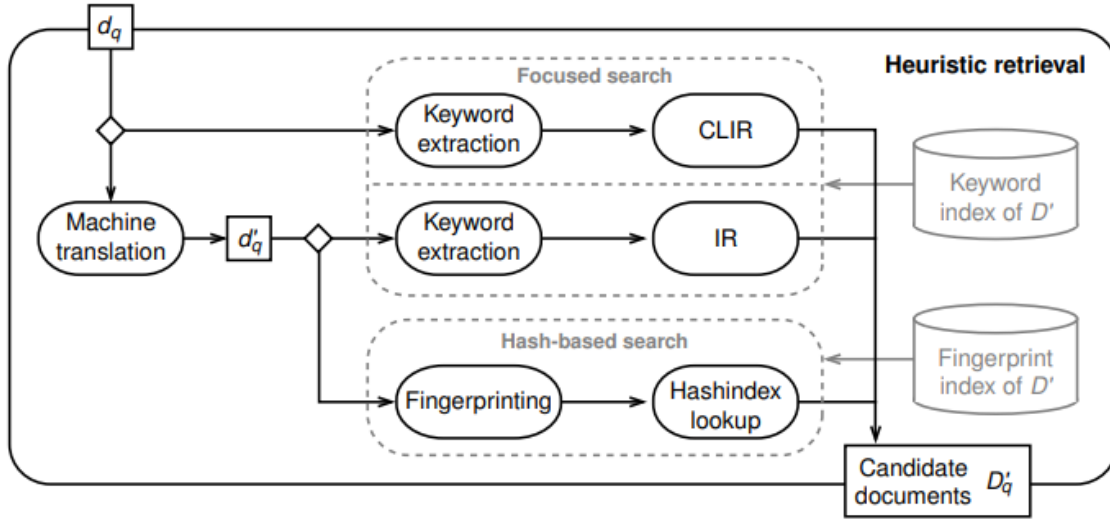 d_q
Heuristic retrieval
Focused search
Keyword
extraction
CLIR
Keyword
index of D'
Machine
translation
d'_q
Keyword
extraction
IR
Hash-based search
Fingerprinting
Hashindex
lookup
Fingerprint
index of D'
Candidate
documents D'_q